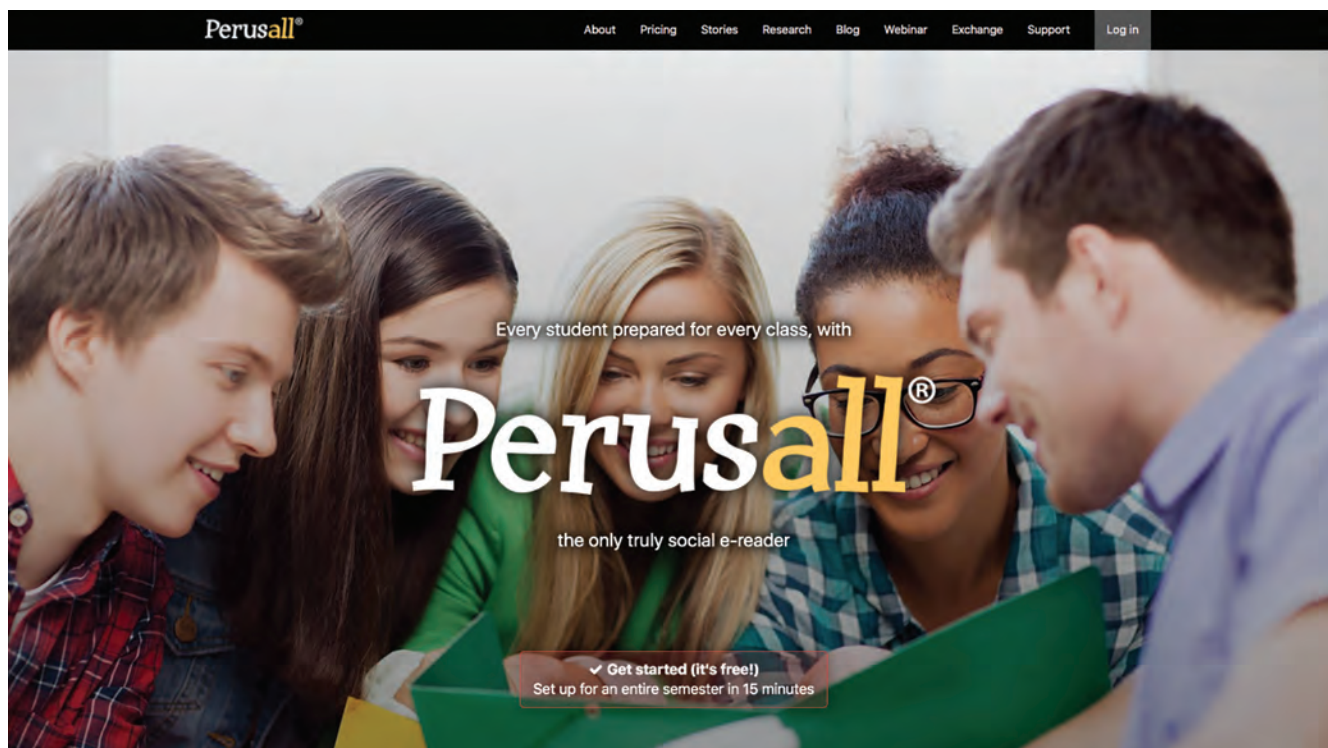 Perusall®
About Pricing Stories Research Blog Webinar Exchange Support Log in
Every student prepared for every class, with
Perusall®
the only truly social e-reader
✔ Get started (it's free!)
Set up for an entire semester in 15 minutes